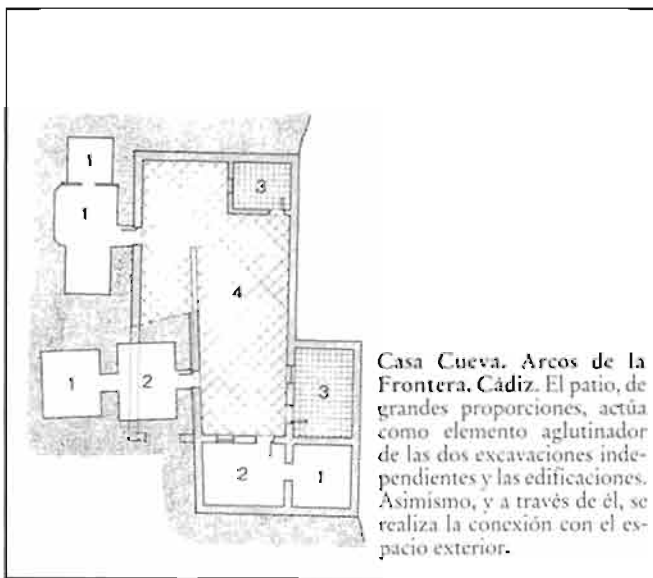 1
1
3
4
1
2
3
2
1
Casa Cueva. Arcos de la
Frontera. Cádiz. El patio, de
grandes proporciones, actúa
como elemento aglutinador
de las dos excavaciones inde-
pendientes y las edificaciones.
Asimismo, y a través de él, se
realiza la conexión con el es-
pacio exterior.